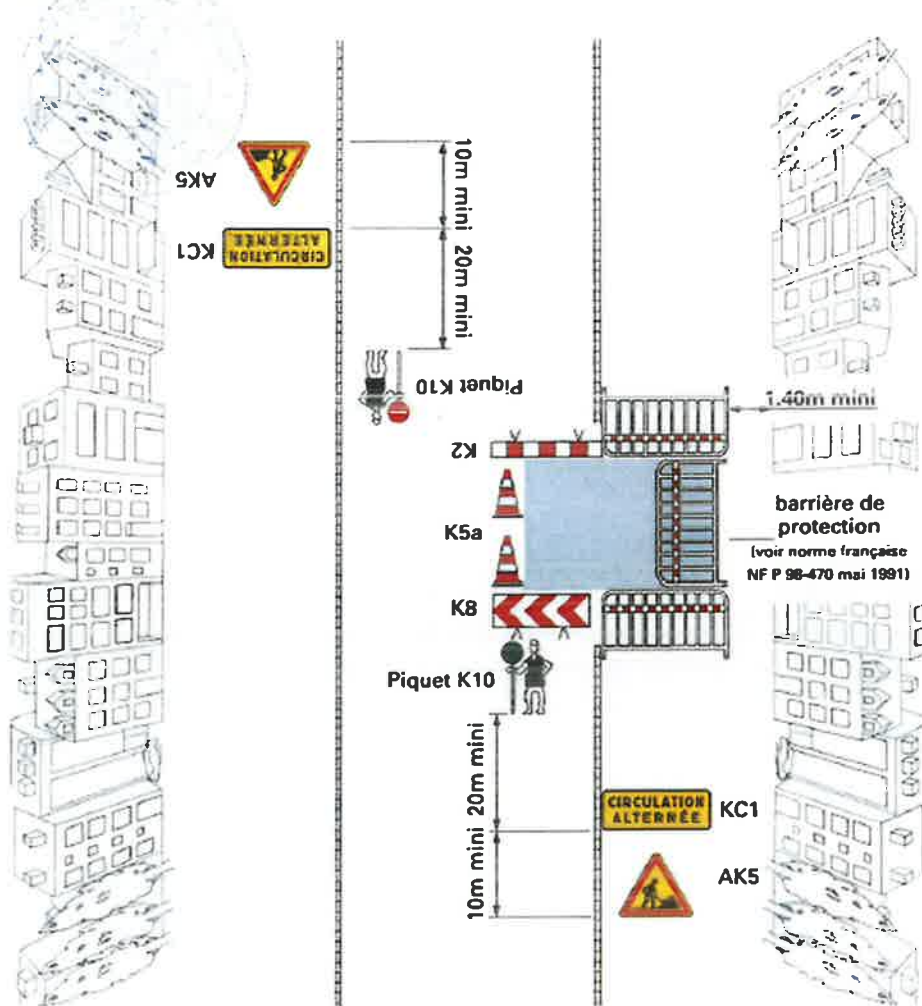 AK5
10m mini
KC1
CIRCULATION
ALTERNÉE
20m mini
Piquet K10
1.40m mini
K2
barrière de
protection
(voir norme française
NF P 98-470 mai 1991)
K5a
K8
Piquet K10
20m mini
CIRCULATION
ALTERNÉE
KC1
10m mini
AK5